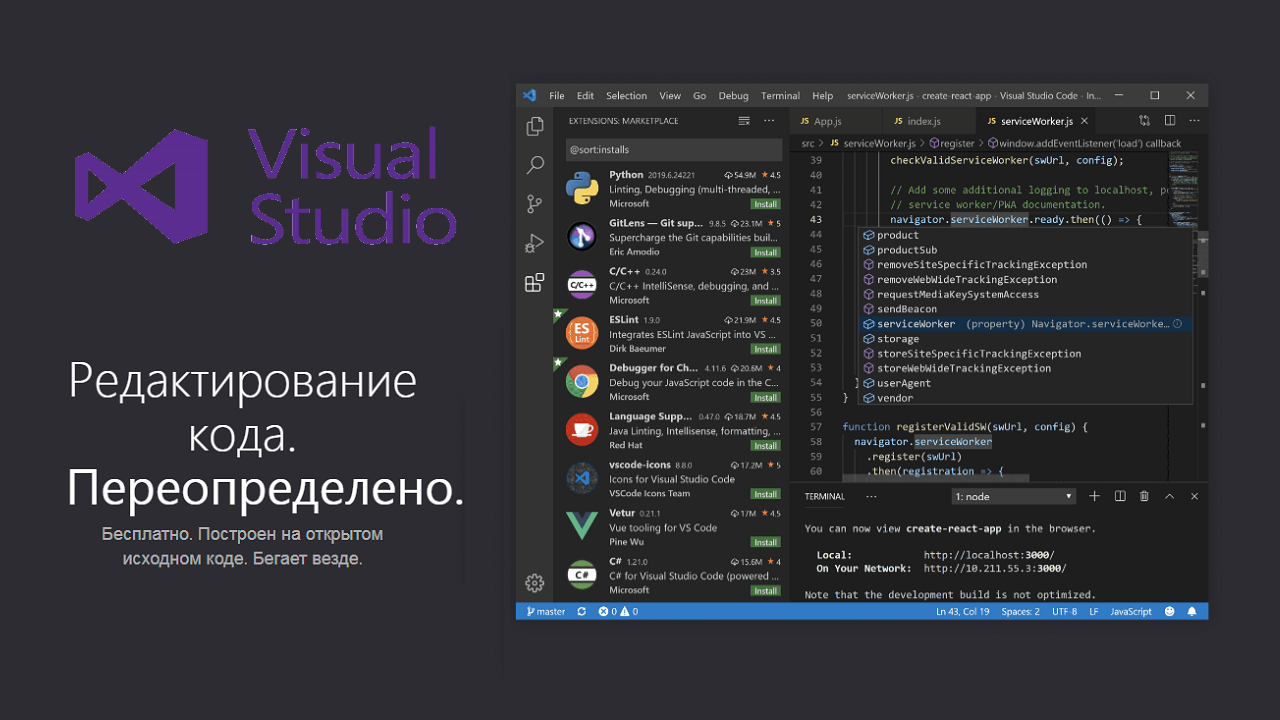 Visual
Studio
Редактирование
кода.
Переопределено.
Бесплатно. Построен на открытом
исходном коде. Бегает везде.
File Edit Selection View Go Debug Terminal Help serviceWorker.js - create-react-app - Visual Studio Code - In...
EXTENSIONS: MARKETPLACE
@sort:installs
Python 2019.6.24221 54.9M 4.5
Linting, Debugging (multi-threaded, ...
Microsoft Install
GitLens — Git sup... 9.8.5 23.1M 5
Supercharge the Git capabilities buil...
Eric Amodio Install
C/C++
C/C++ 0.24.0 23M 3.5
C/C++ IntelliSense, debugging, and ...
Microsoft Install
ES
Lint
ESLint 1.9.0 21.9M 4.5
Integrates ESLint JavaScript into VS ...
Dirk Baeumer Install
Debugger for Ch... 4.11.6 20.6M 4
Debug your JavaScript code in the C...
Microsoft Install
Language Supp... 0.47.0 18.7M 4.5
Java Linting, Intellisense, formatting, ...
Red Hat Install
vscode-icons 8.8.0 17.2M 5
Icons for Visual Studio Code
VSCode Icons Team Install
Vetur 0.21.1 17M 4.5
Vue tooling for VS Code
Pine Wu Install
C#
C# 1.21.0 15.6M 4
C# for Visual Studio Code (powered ...
Microsoft Install
JS App.js JS index.js JS serviceWorker.js
src > JS serviceWorker.js > register > window.addEventListener('load') callback
39 checkValidServiceWorker(swUrl, config);
40
41 // Add some additional logging to localhost, po
42 // service worker/PWA documentation.
43 navigator.serviceWorker.ready.then(() => {
44 product
45 productSub
46 removeSiteSpecificTrackingException
47 removeWebWideTrackingException
48 requestMediaKeySystemAccess
49 sendBeacon
50 serviceWorker (property) Navigator.serviceWorke...
51 storage
52 storeSiteSpecificTrackingException
53 storeWebWideTrackingException
54 } userAgent
55 } vendor
56
57 function registerValidSW(swUrl, config) {
58 navigator.serviceWorker
59 .register(swUrl)
60 .then(registration => {
TERMINAL ... 1: node
You can now view create-react-app in the browser.
Local: http://localhost:3000/
On Your Network: http://10.211.55.3:3000/
Note that the development build is not optimized.
master 0 0 Ln 43, Col 19 Spaces: 2 UTF-8 LF JavaScript